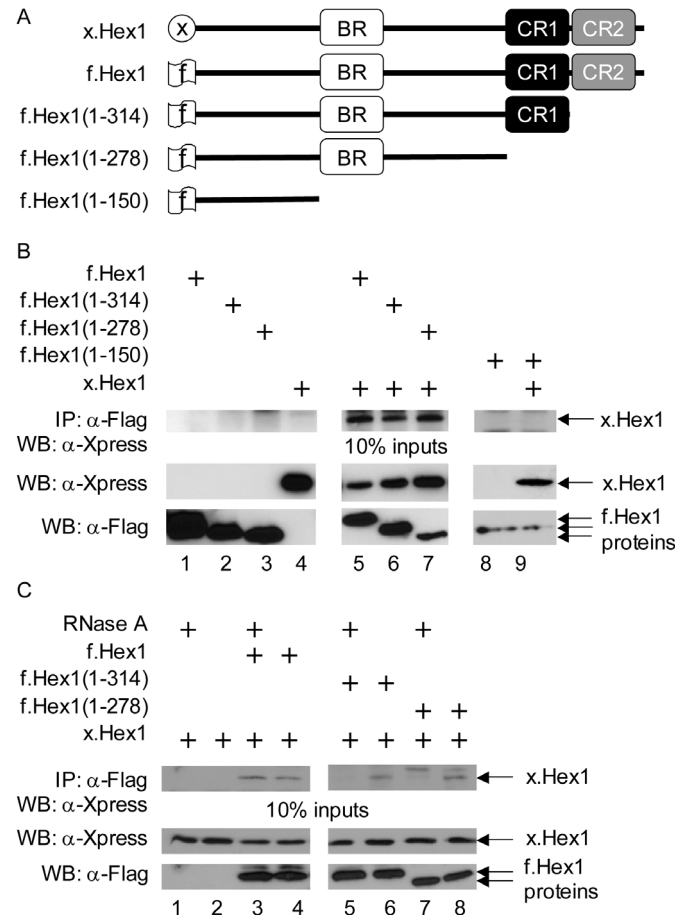 A
x.Hex1 x BR CR1 CR2
f.Hex1 f BR CR1 CR2
f.Hex1(1-314) f BR CR1
f.Hex1(1-278) f BR
f.Hex1(1-150) f
B
f.Hex1 +
+
f.Hex1(1-314) + +
f.Hex1(1-278) + +
f.Hex1(1-150) + +
x.Hex1 + + + + +
IP: α-Flag x.Hex1
WB: α-Xpress 10% inputs
WB: α-Xpress x.Hex1
WB: α-Flag f.Hex1
proteins
1 2 3 4 5 6 7 8 9
C
RNase A + + + +
f.Hex1 + +
f.Hex1(1-314) + +
f.Hex1(1-278) + +
x.Hex1 + + + + + + + +
IP: α-Flag x.Hex1
WB: α-Xpress 10% inputs
WB: α-Xpress x.Hex1
WB: α-Flag f.Hex1
proteins
1 2 3 4 5 6 7 8